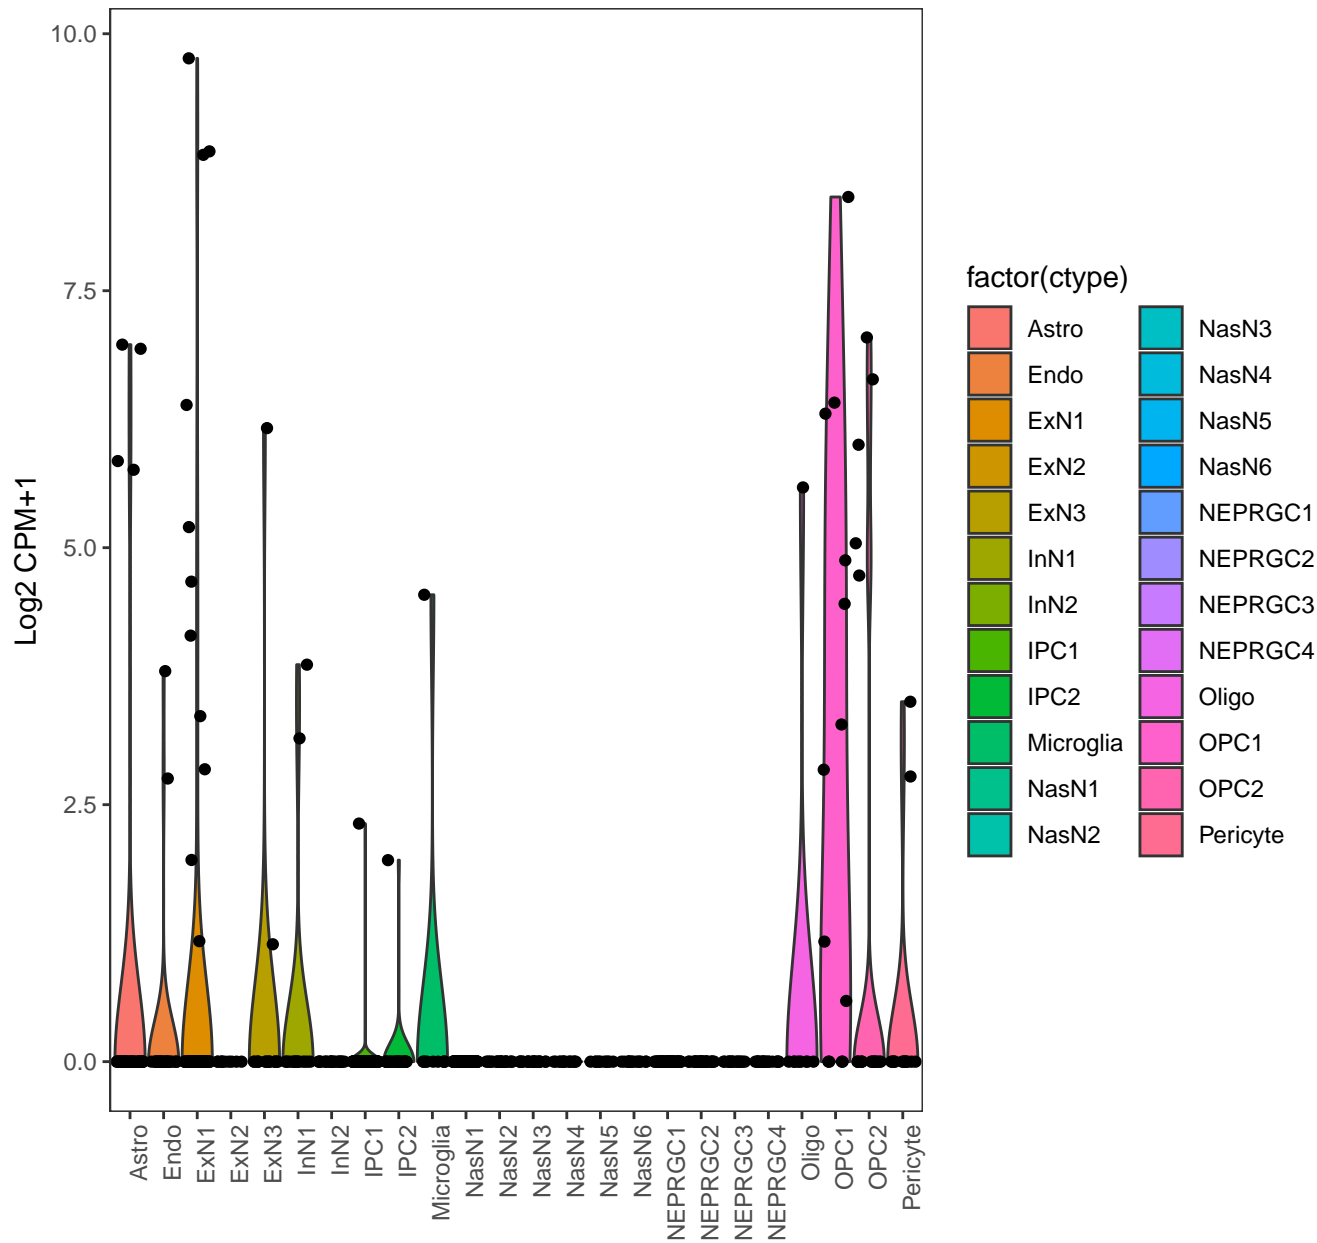 10.0
7.5
5.0
2.5
0.0
Log2 CPM+1
Astro
Endo
ExN1
ExN2
ExN3
InN1
InN2
IPC1
IPC2
Microglia
NasN1
NasN2
NasN3
NasN4
NasN5
NasN6
NEPRGC1
NEPRGC2
NEPRGC3
NEPRGC4
Oligo
OPC1
OPC2
Pericyte
factor(ctype)
Astro
Endo
ExN1
ExN2
ExN3
InN1
InN2
IPC1
IPC2
Microglia
NasN1
NasN2
NasN3
NasN4
NasN5
NasN6
NEPRGC1
NEPRGC2
NEPRGC3
NEPRGC4
Oligo
OPC1
OPC2
Pericyte